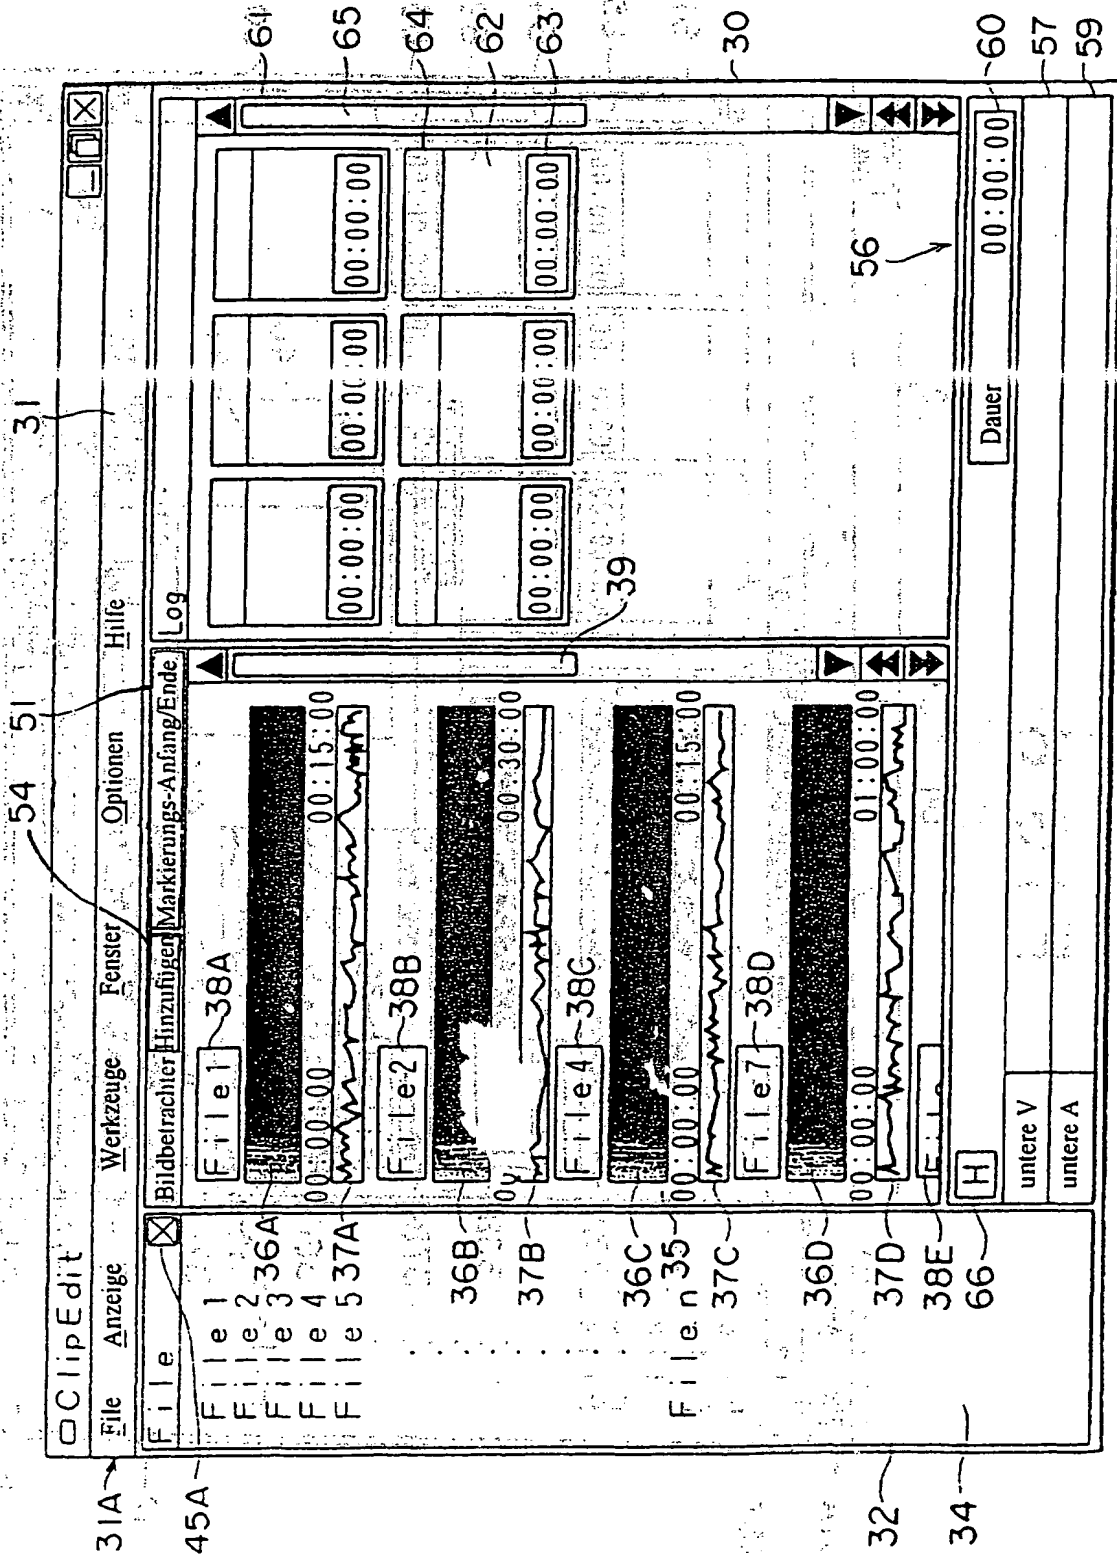 31
31A
ClipEdit
File Anzeige Werkzeuge Fenster Optionen Hilfe
54
51
45A
File
Bildbetrachter Hinzufügen Markierungs-Anfang/Ende
Log
File 1
File 2
File 3
File 4
File 5
File n
File 1
38A
36A
00:00:00 00:15:00
37A
File 2
38B
36B
00:30:00
37B
File 4
38C
36C
35
00:00:00 00:15:00
37C
File 7
38D
36D
00:00:00 01:00:00
37D
38E
39
61
65
64
62
63
30
00:00:00 00:00:00 00:00:00
00:00:00 00:00:00 00:00:00
56
66
H
Dauer 00:00:00
60
untere V
57
untere A
59
32
34